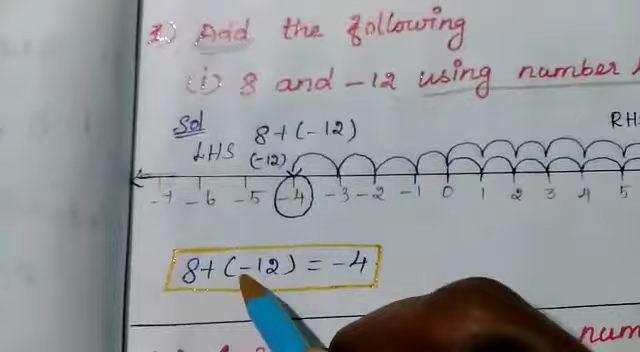 1) Add the following
(i) 8 and -12 using number
Sol 8+(-12) RHS
LHS (-12)
-7 -6 -5 -4 -3 -2 -1 0 1 2 3 4 5
8+(-12) = -4
num